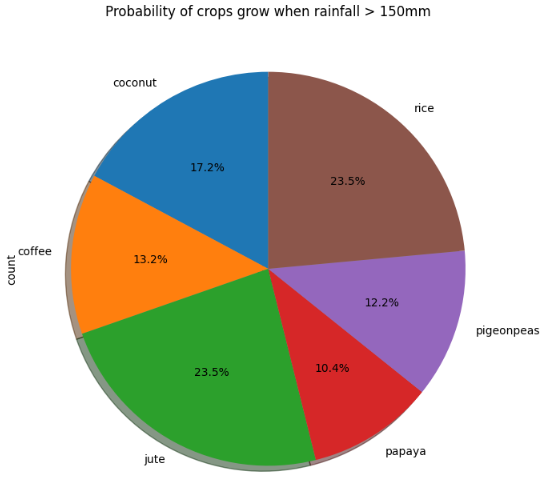 Probability of crops grow when rainfall > 150mm
coconut
rice
17.2%
23.5%
coffee
13.2%
count
12.2%
pigeonpeas
23.5%
10.4%
papaya
jute